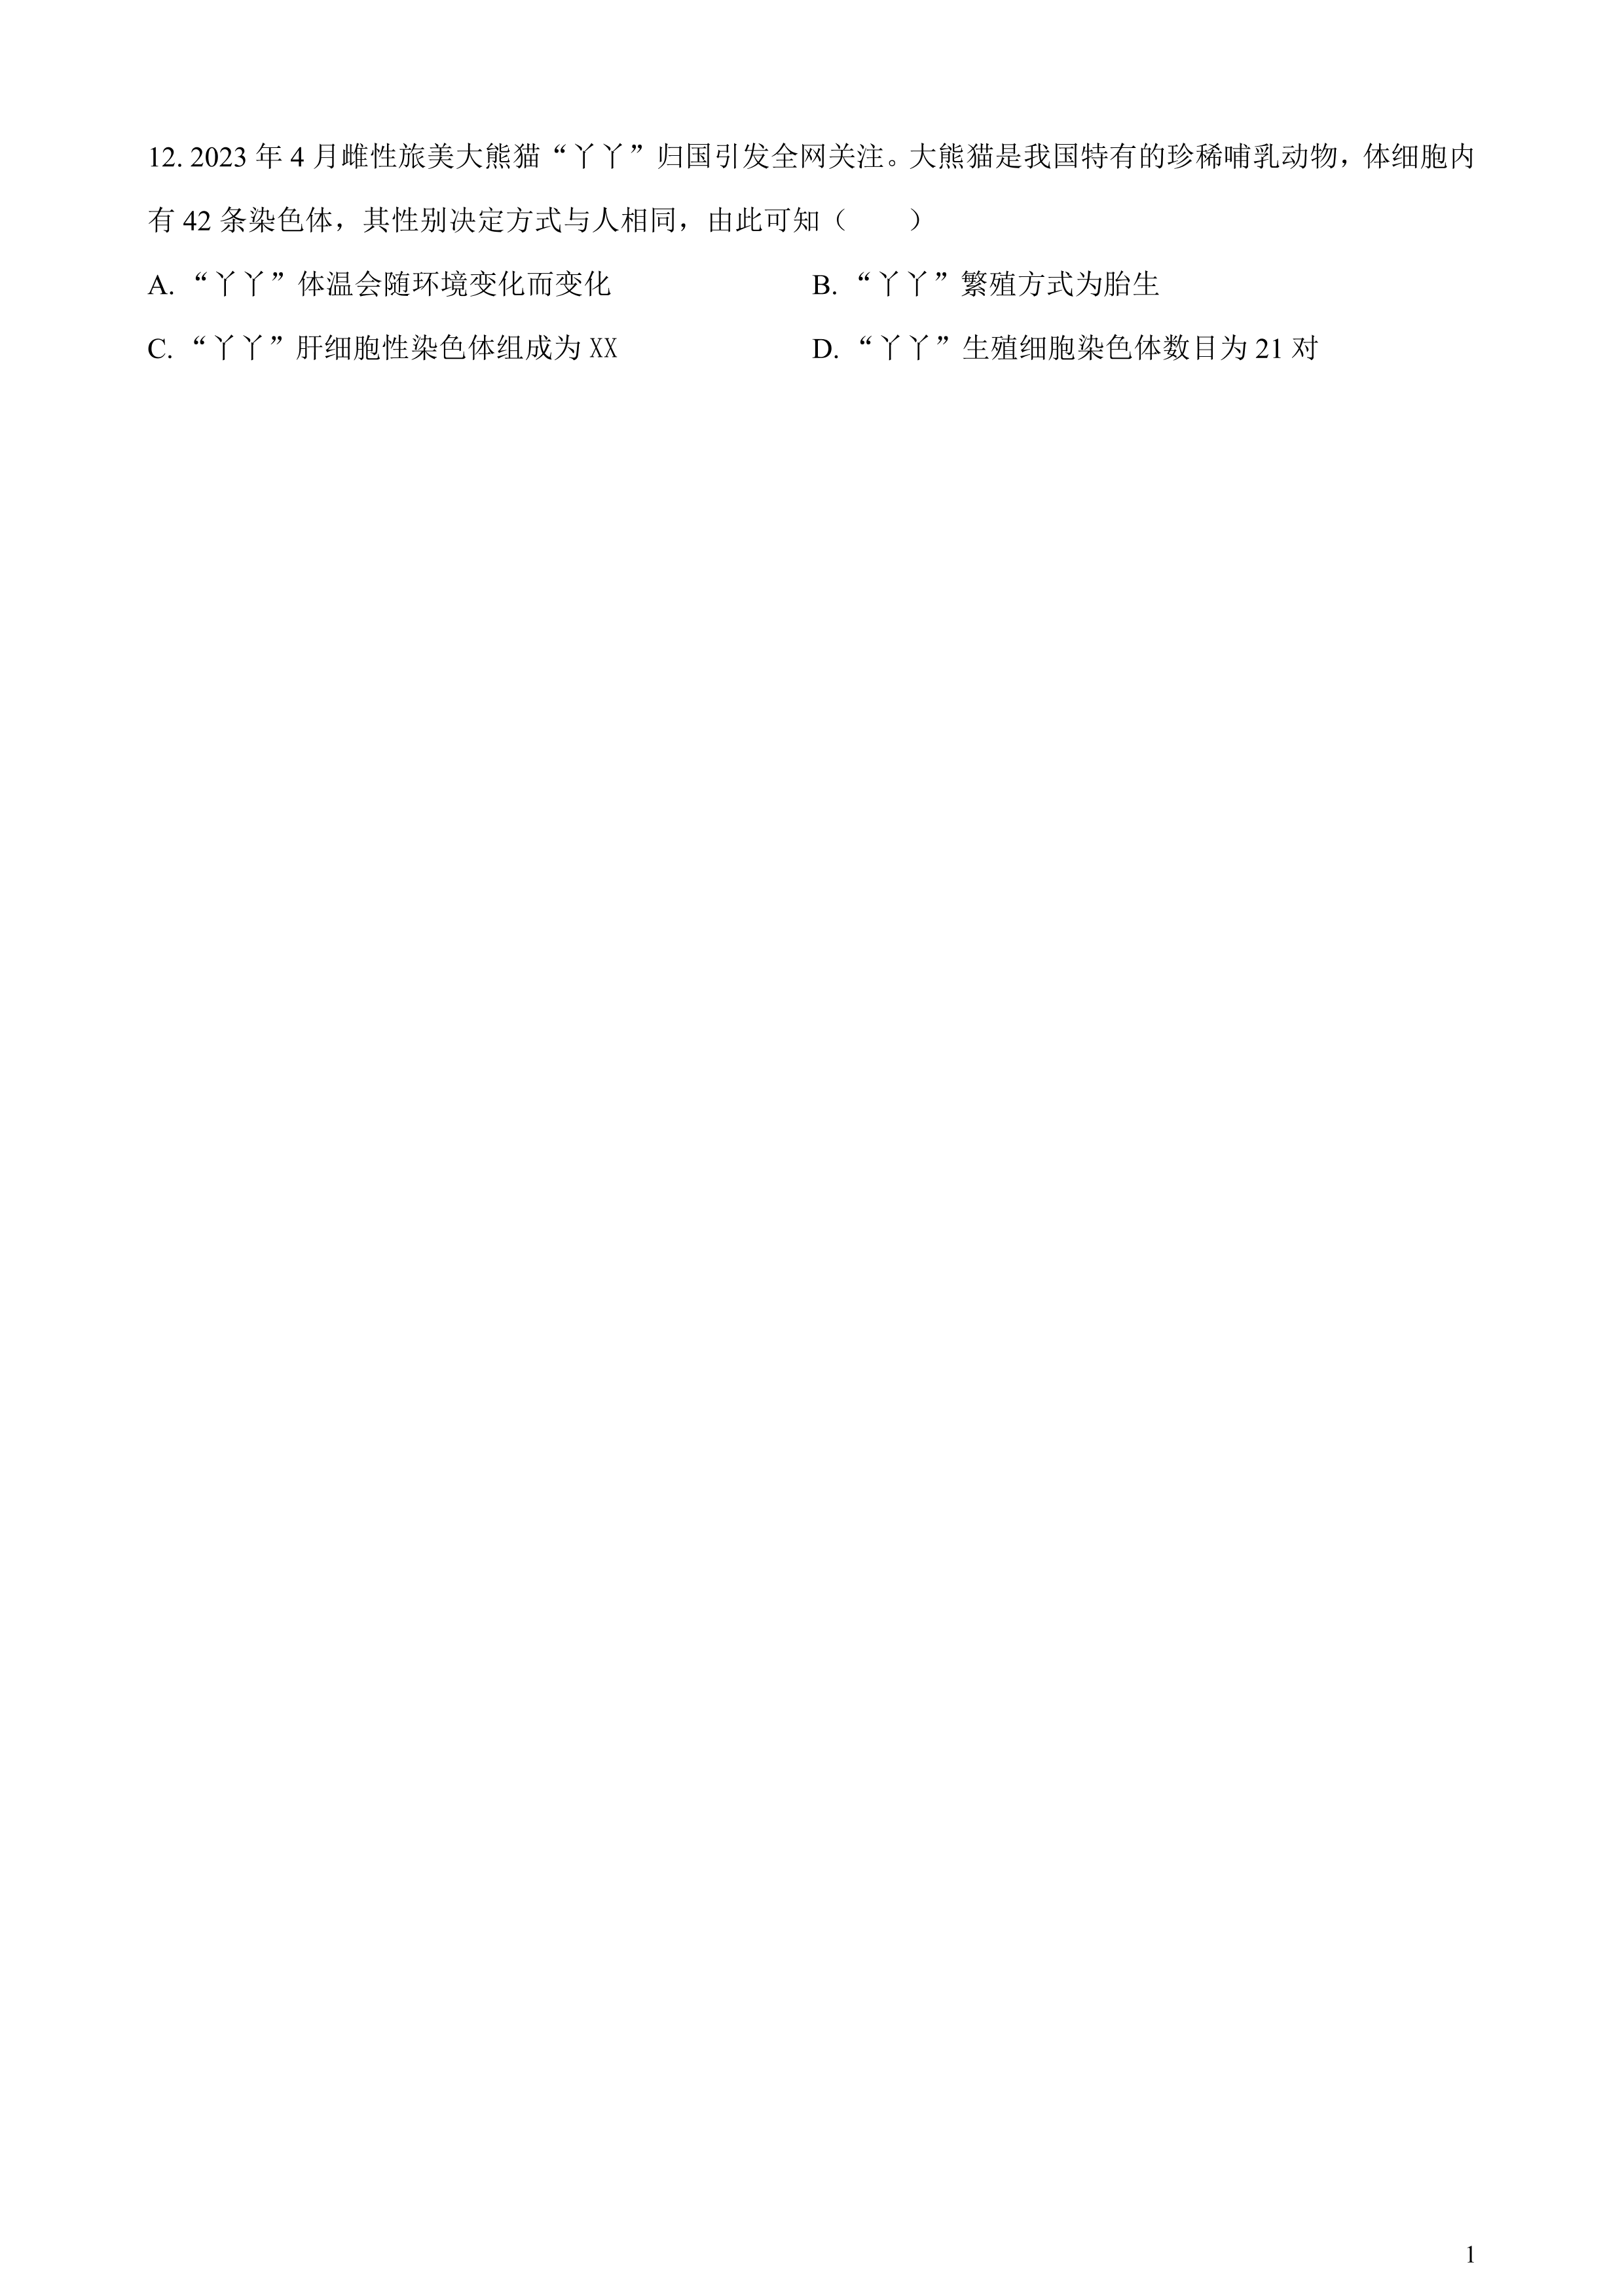 12. 2023 年 4 月雌性旅美大熊猫“丫丫”归国引发全网关注。大熊猫是我国特有的珍稀哺乳动物，体细胞内
有 42 条染色体，其性别决定方式与人相同，由此可知（　　）
A. “丫丫”体温会随环境变化而变化 B. “丫丫”繁殖方式为胎生
C. “丫丫”肝细胞性染色体组成为 XX D. “丫丫”生殖细胞染色体数目为 21 对
1